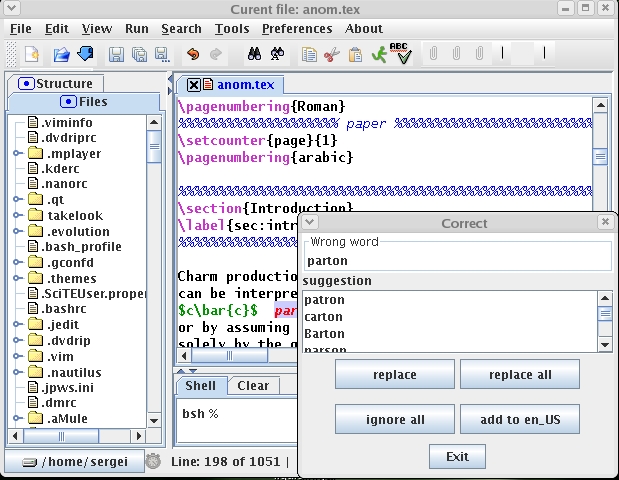 Curent file: anom.tex
File Edit View Run Search Tools Preferences About
ABC
Structure
Files
.viminfo
.dvdriprc
.mplayer
.kderc
.nanorc
.qt
takelook
.evolution
.bash_profile
.gconfd
.themes
.SciTEUser.prope
.bashrc
.jedit
.dvdrip
.vim
.nautilus
.jpws.ini
.dmrc
.aMule
/home/sergei
anom.tex
\pagenumbering{Roman}
%%%%%%%%%%%%%%%%%%%% paper %%%%%%%%%%%%%%%%%%%%
\setcounter{page}{1}
\pagenumbering{arabic}
%%%%%%%%%%%%%%%%%%%%%%%%%%%%%%%%%%%%%%%%
\section{Introduction}
\label{sec:intr
%%%%%%%%%%%%%%
Charm productio
can be interpre
$c\bar{c}$ par
or by assuming
solely by the g
Shell Clear
bsh %
Line: 198 of 1051 |
Correct
Wrong word
parton
suggestion
patron
carton
Barton
parson
replace replace all
ignore all add to en_US
Exit